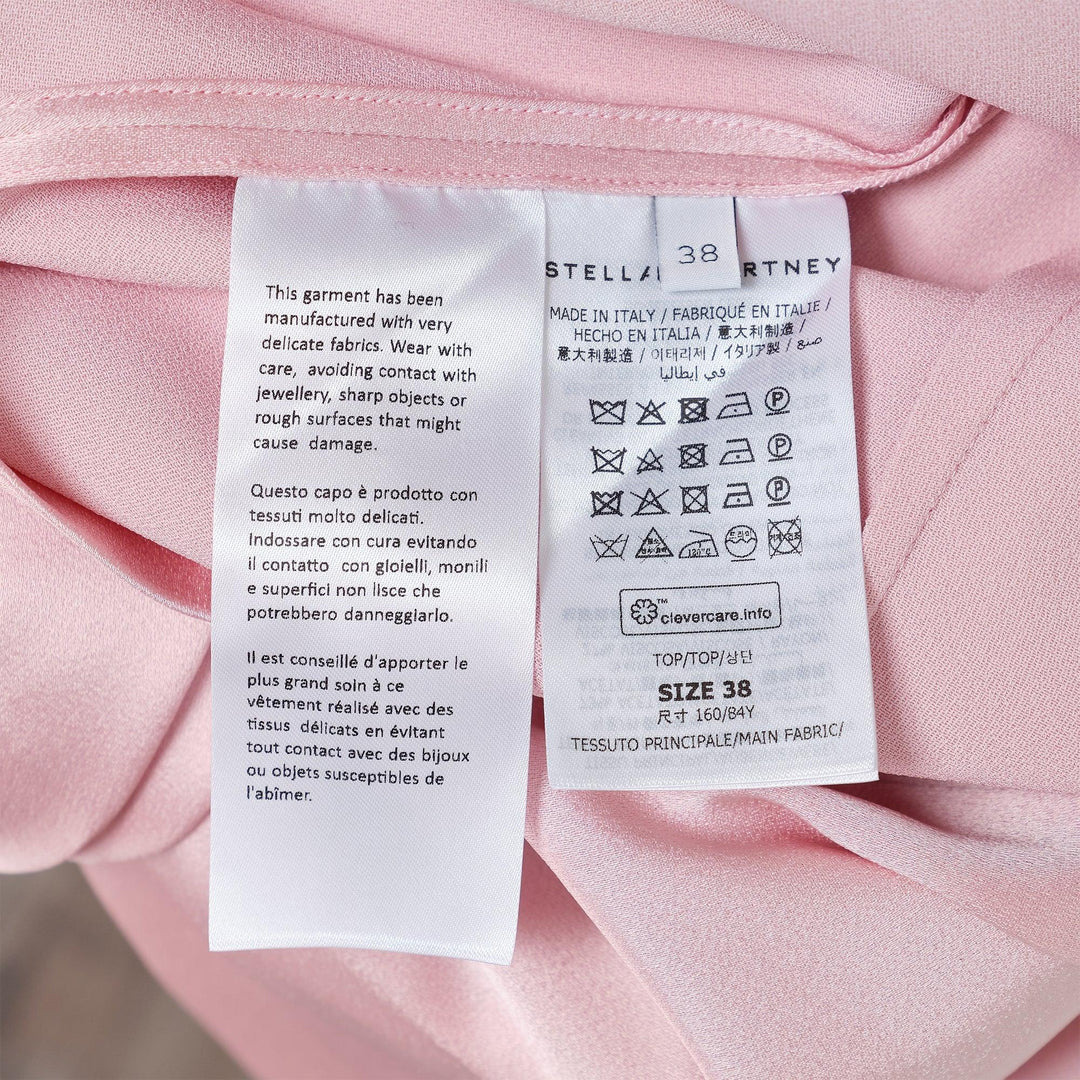 This garment has been
manufactured with very
delicate fabrics. Wear with
care, avoiding contact with
jewellery, sharp objects or
rough surfaces that might
cause damage.
Questo capo è prodotto con
tessuti molto delicati.
Indossare con cura evitando
il contatto con gioielli, monili
e superfici non lisce che
potrebbero danneggiarlo.
Il est conseillé d'apporter le
plus grand soin à ce
vêtement réalisé avec des
tissus délicats en évitant
tout contact avec des bijoux
ou objets susceptibles de
l'abîmer.
38
STELLA RTNEY
MADE IN ITALY / FABRIQUÉ EN ITALIE /
HECHO EN ITALIA / 意大利制造 /
意大利製造 / 이태리제 / イタリア製 / صنع
في إيطاليا
P
P
P
120°C 드라이
clevercare.info
TM
TOP/TOP/상단
SIZE 38
尺寸 160/84Y
TESSUTO PRINCIPALE/MAIN FABRIC/